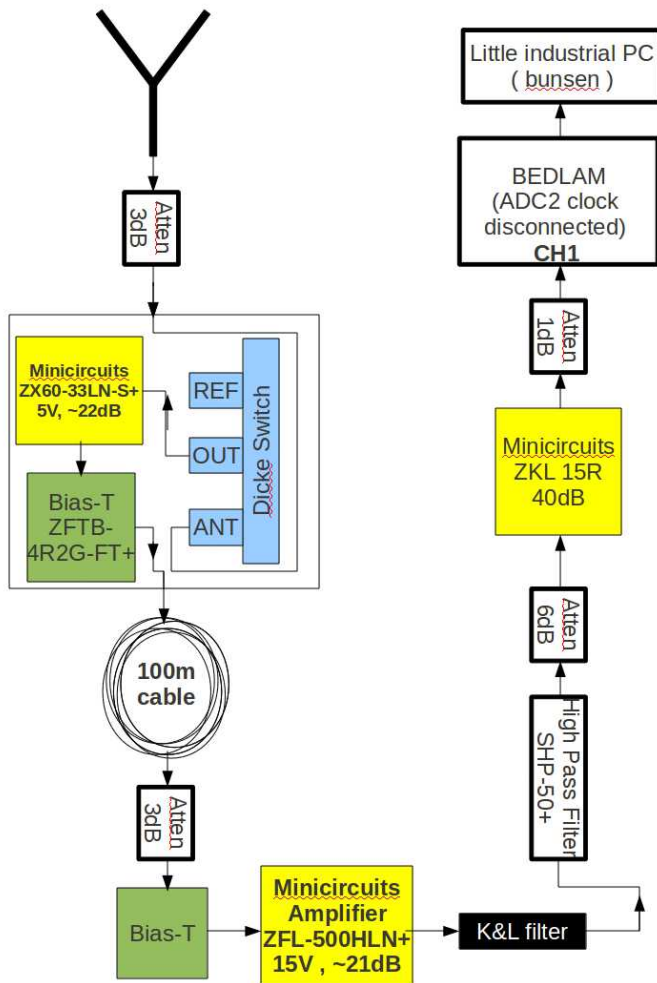 Atten
3dB
Minicircuits
ZX60-33LN-S+
5V, ~22dB
REF
OUT
ANT
Dicke Switch
Bias-T
ZFTB-
4R2G-FT+
100m
cable
Atten
3dB
Bias-T
Minicircuits
Amplifier
ZFL-500HLN+
15V , ~21dB
K&L filter
High Pass Filter
SHP-50+
Atten
6dB
Minicircuits
ZKL 15R
40dB
Atten
1dB
BEDLAM
(ADC2 clock
disconnected)
CH1
Little industrial PC
( bunsen )